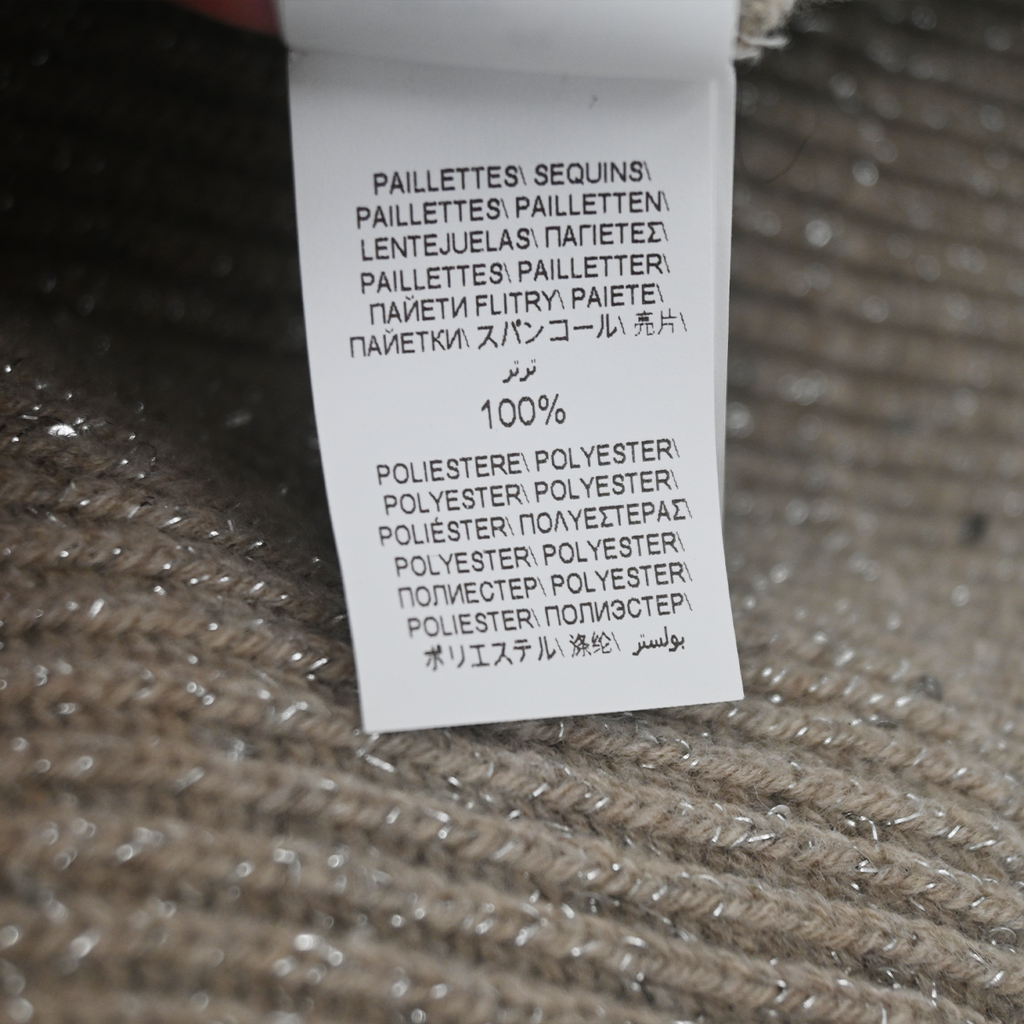 PAILLETTES\ SEQUINS\
PAILLETTES\ PAILLETTEN\
LENTEJUELAS\ ΠΑΓΙΕΤΕΣ\
PAILLETTES\ PAILLETTER\
ПАЙЕТИ FLITRY\ PAIETE\
ПАЙЕТКИ\ スパンコール\ 亮片\
ترتر
100%
POLIESTERE\ POLYESTER\
POLYESTER\ POLYESTER\
POLIÉSTER\ ΠΟΛΥΕΣΤΕΡΑΣ\
POLYESTER\ POLYESTER\
ПОЛИЕСТЕР\ POLYESTER\
POLIESTER\ ПОЛИЭСТЕР\
ポリエステル\ 涤纶\ بولستر